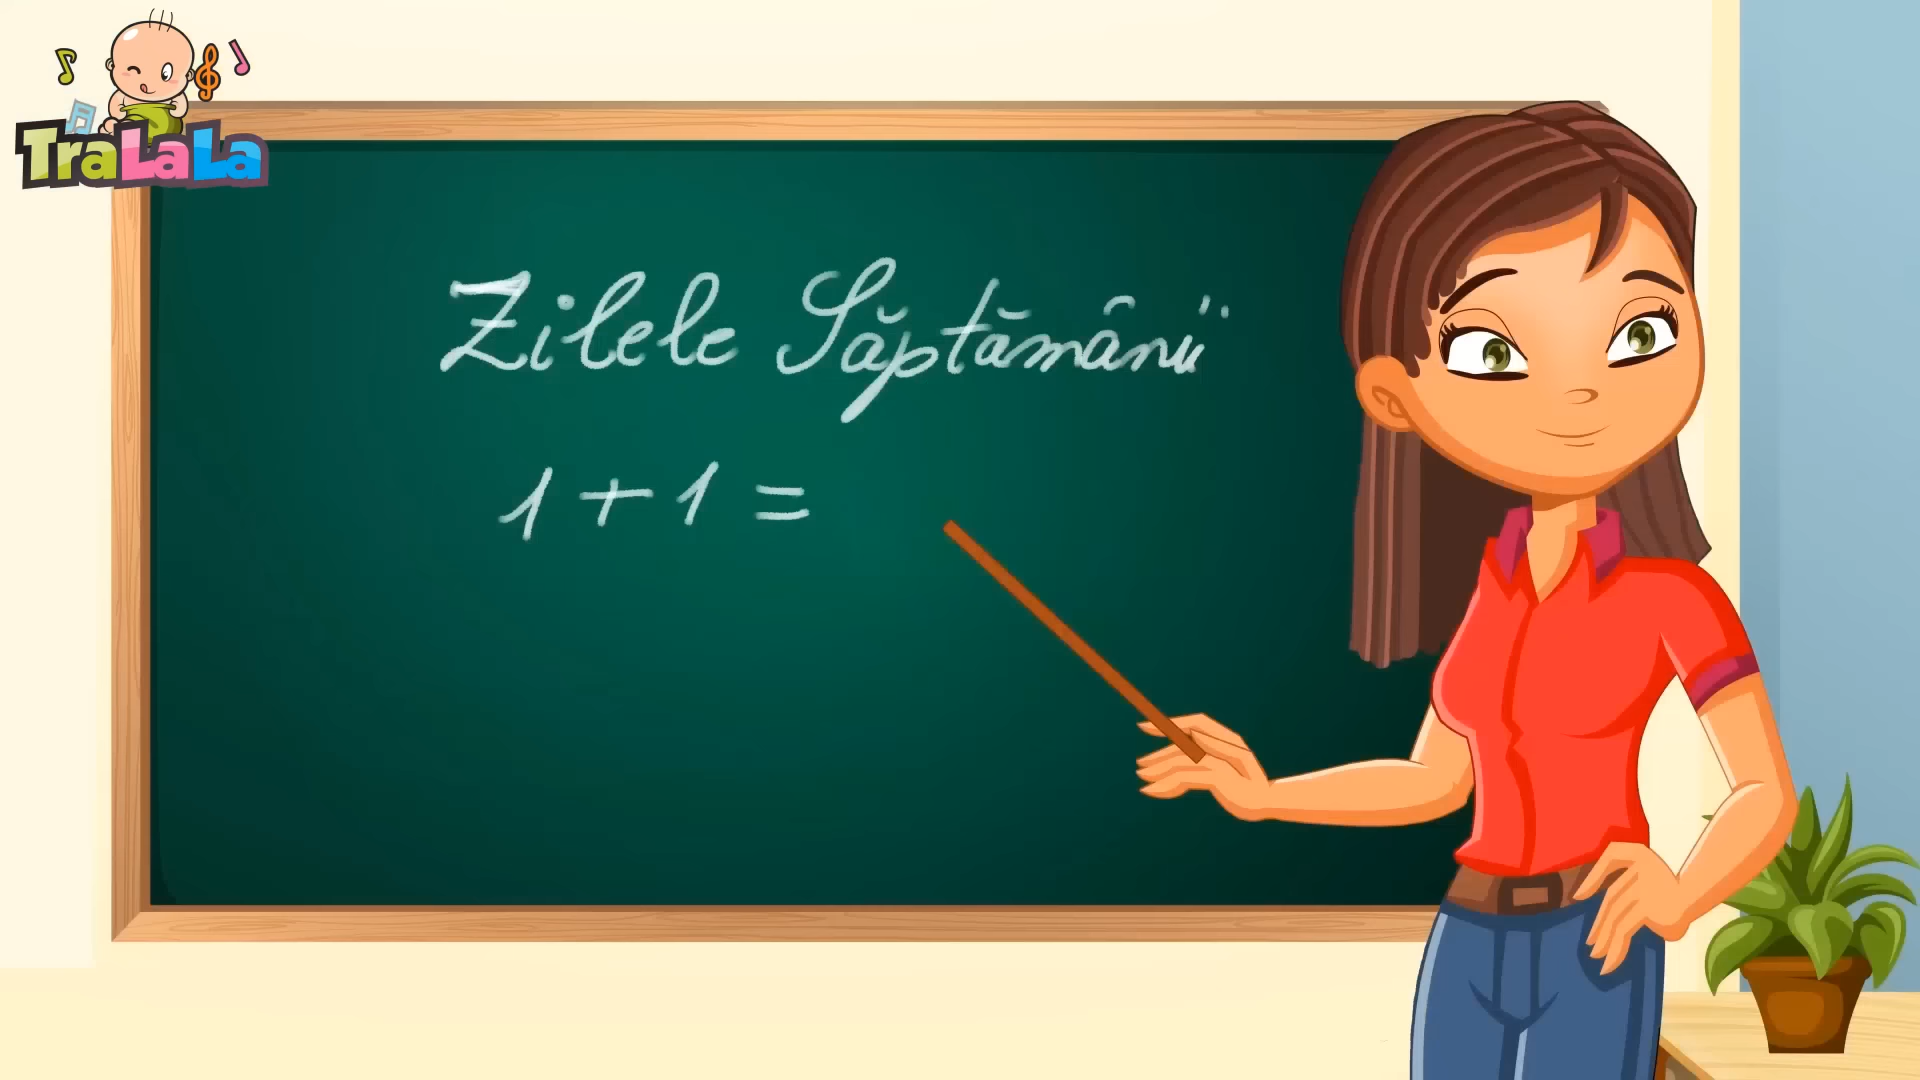 TraLaLa
Zilele Săptămânii
1 + 1 =